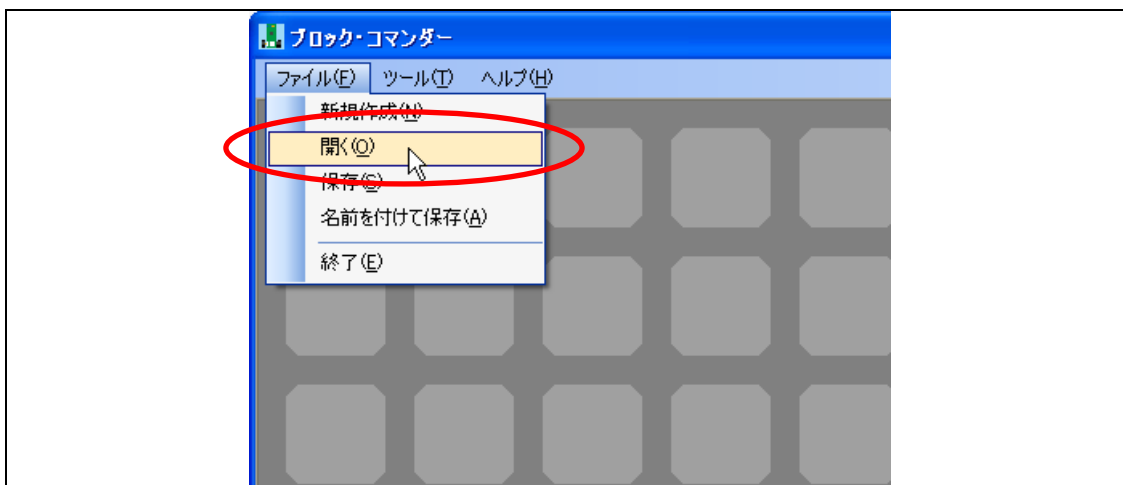 ブロック・コマンダー
ファイル(F) ツール(T) ヘルプ(H)
新規作成(N)
開く(O)
保存(S)
名前を付けて保存(A)
終了(E)